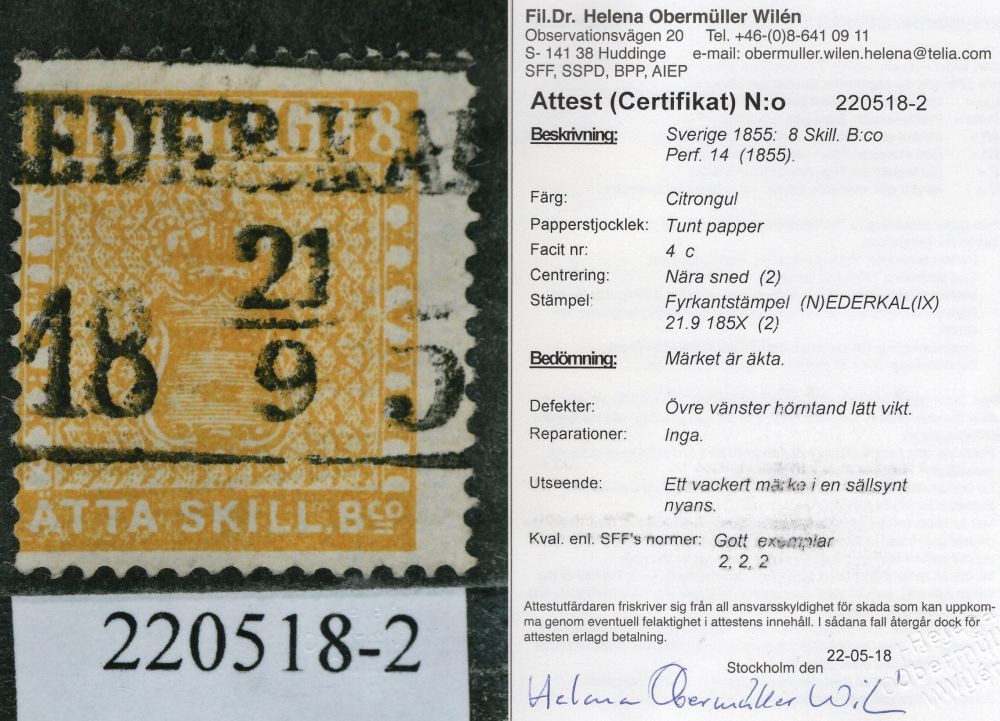 EDERKAL
8
21
9
18 5
ÅTTA SKILL. Bco
220518-2
Fil.Dr. Helena Obermüller Wilén
Observationsvägen 20 Tel. +46-(0)8-641 09 11
S- 141 38 Huddinge e-mail: obermuller.wilen.helena@telia.com
SFF, SSPD, BPP, AIEP
Attest (Certifikat) N:o 220518-2
Beskrivning: Sverige 1855: 8 Skill. B:co
Perf. 14 (1855).
Färg: Citrongul
Papperstjocklek: Tunt papper
Facit nr: 4 c
Centrering: Nära sned (2)
Stämpel: Fyrkantstämpel (N)EDERKAL(IX)
21.9 185X (2)
Bedömning: Märket är äkta.
Defekter: Övre vänster hörntand lätt vikt.
Reparationer: Inga.
Utseende: Ett vackert märke i en sällsynt
nyans.
Kval. enl. SFF's normer: Gott exemplar
2, 2, 2
Attestutfärdaren friskriver sig från all ansvarsskyldighet för skada som kan uppkom-
ma genom eventuell felaktighet i attestens innehåll. I sådana fall återgår dock för
attesten erlagd betalning.
Stockholm den 22-05-18
Helena Obermüller Wilén
Helena
Obermüller
Wilén